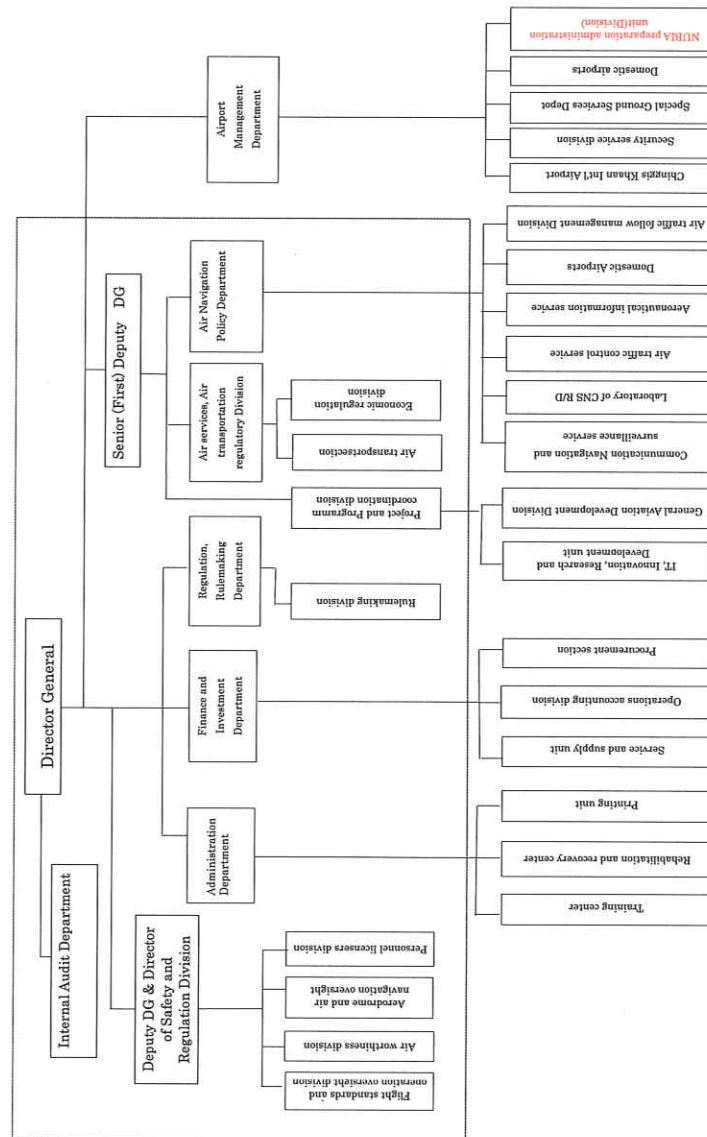 Director General
Internal Audit Department
Deputy DG & Director
of Safety and
Regulation Division
Senior (First) Deputy DG
Administration
Department
Finance and
Investment
Department
Regulation,
Rulemaking
Department
Air services, Air
transportation
regulatory Division
Air Navigation
Policy Department
Airport
Management
Department
Flight standards and
operation oversight division
Air worthiness division
Aerodrome and air
navigation oversight
Personnel licensers division
Rulemaking division
Project and Programm
coordination division
Air transportsection
Economic regulation
division
Training center
Rehabilitation and recovery center
Printing unit
Service and supply unit
Operations accounting division
Procurement section
IT, Innovation, Research and
Development unit
General Aviation Development Division
Communication Navigation and
surveillance service
Laboratory of CNS R/D
Air traffic control service
Aeronautical information service
Domestic Airports
Air traffic follow management Division
Chinggis Khaan Int'l Airport
Security service division
Special Ground Services Depot
Domestic airports
NUBIA preparation administration
unit(Division)